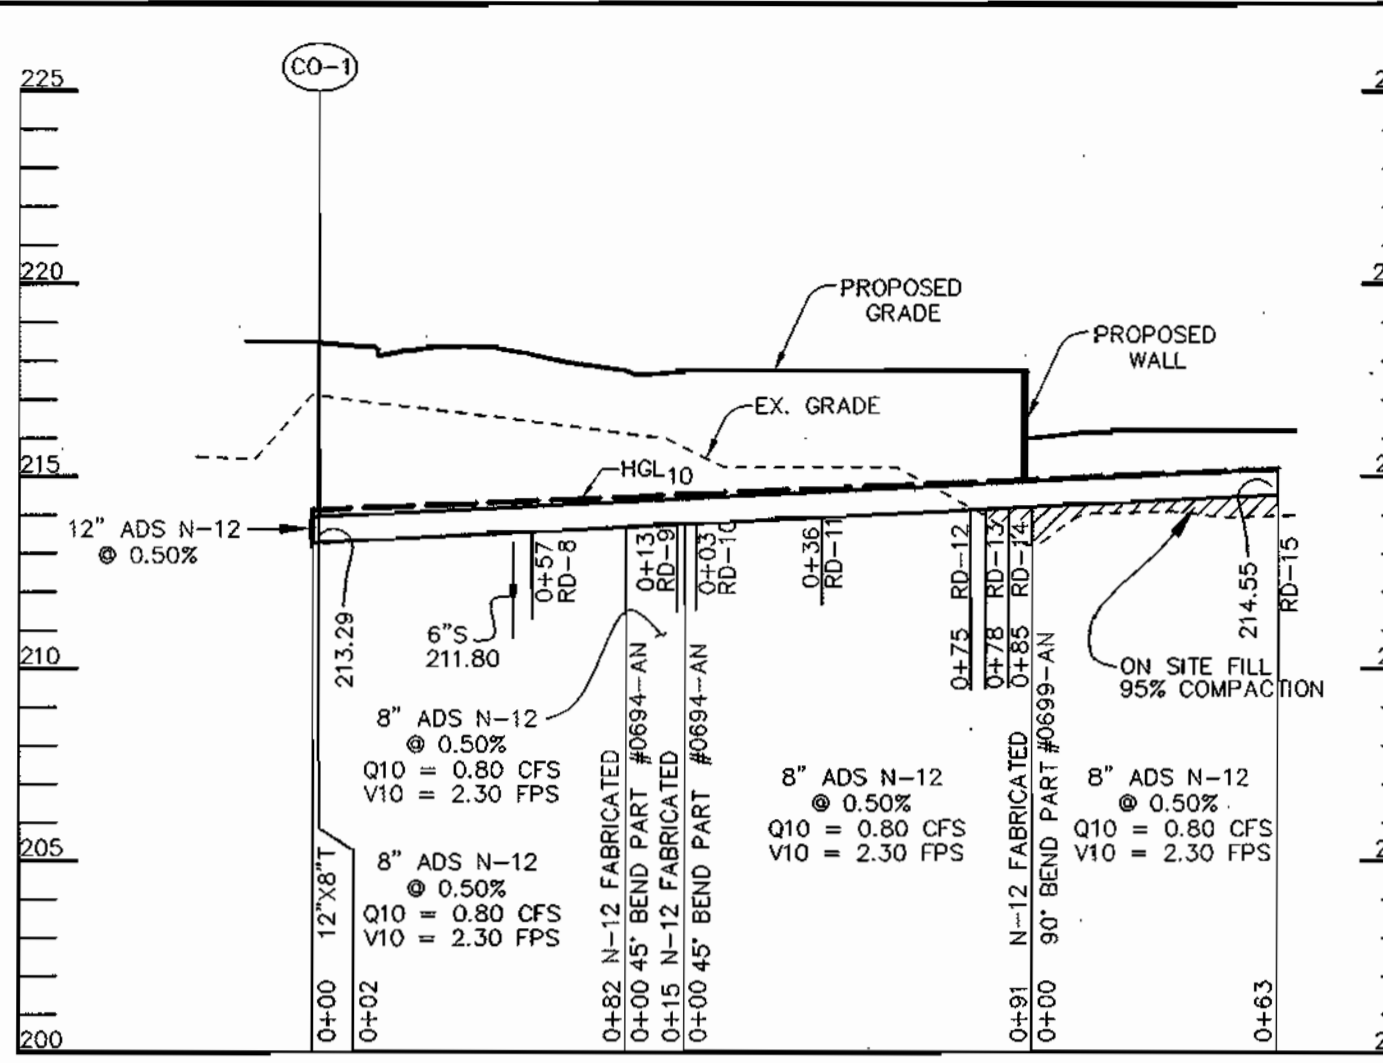 CO-1
225
220
215
210
205
200
2
2
2
2
2
2
PROPOSED
GRADE
PROPOSED
WALL
EX. GRADE
HGL10
12" ADS N-12
@ 0.50%
213.29
6"S
211.80
0+57
RD-8
0+13
RD-9
0+03
RD-10
0+36
RD-11
0+75 RD-12
0+78 RD-13
0+85 RD-14
214.55
RD-15
ON SITE FILL
95% COMPACTION
8" ADS N-12
@ 0.50%
Q10 = 0.80 CFS
V10 = 2.30 FPS
8" ADS N-12
@ 0.50%
Q10 = 0.80 CFS
V10 = 2.30 FPS
8" ADS N-12
@ 0.50%
Q10 = 0.80 CFS
V10 = 2.30 FPS
8" ADS N-12
@ 0.50%
Q10 = 0.80 CFS
V10 = 2.30 FPS
0+00 12"X8"T
0+02
0+82 N-12 FABRICATED
0+00 45° BEND PART #0694-AN
0+15 N-12 FABRICATED
0+00 45° BEND PART #0694-AN
0+91 N-12 FABRICATED
0+00 90° BEND PART #0699-AN
0+63